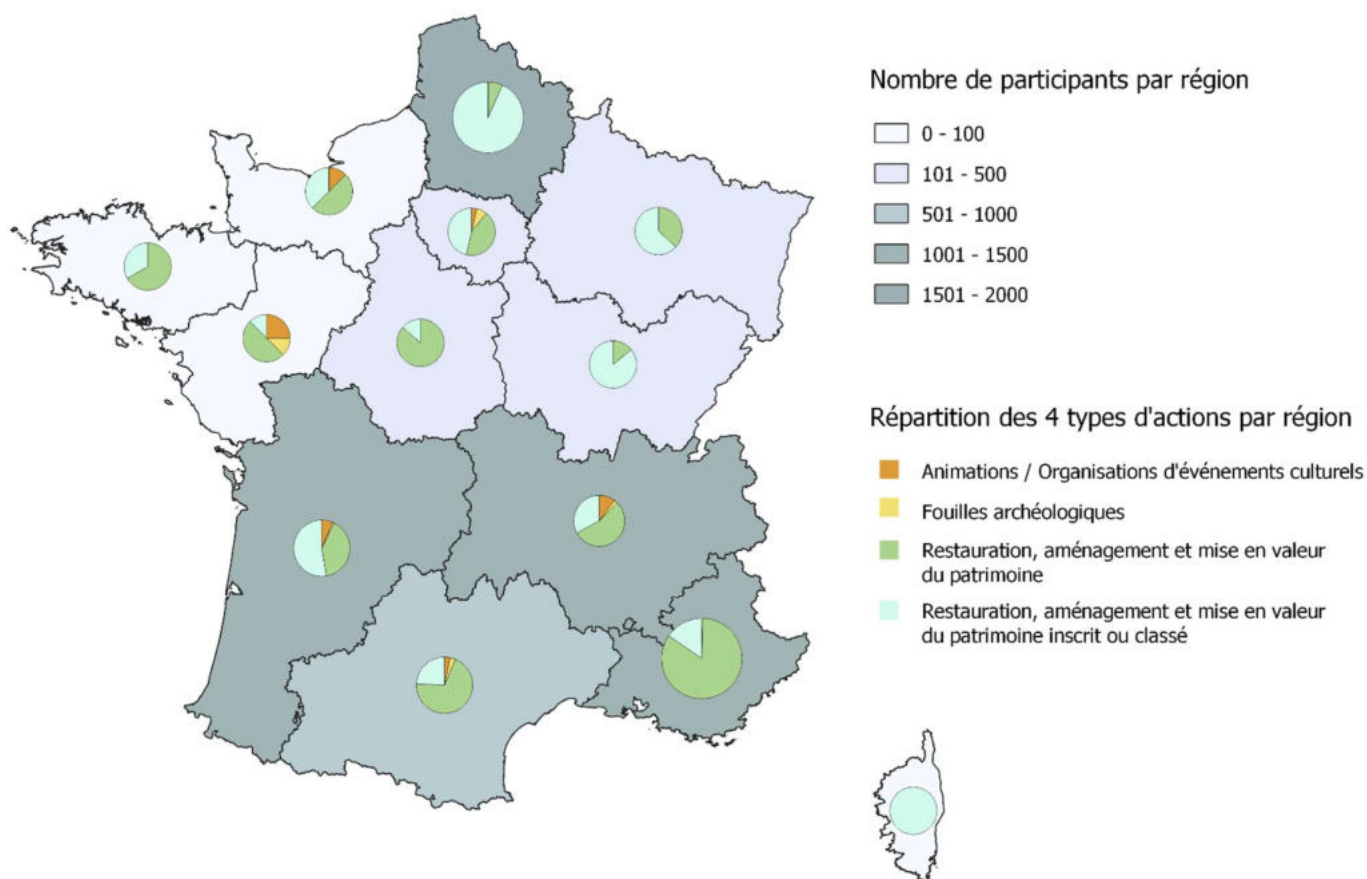 Nombre de participants par région
0 - 100
101 - 500
501 - 1000
1001 - 1500
1501 - 2000
Répartition des 4 types d'actions par région
Animations / Organisations d'événements culturels
Fouilles archéologiques
Restauration, aménagement et mise en valeur
du patrimoine
Restauration, aménagement et mise en valeur
du patrimoine inscrit ou classé